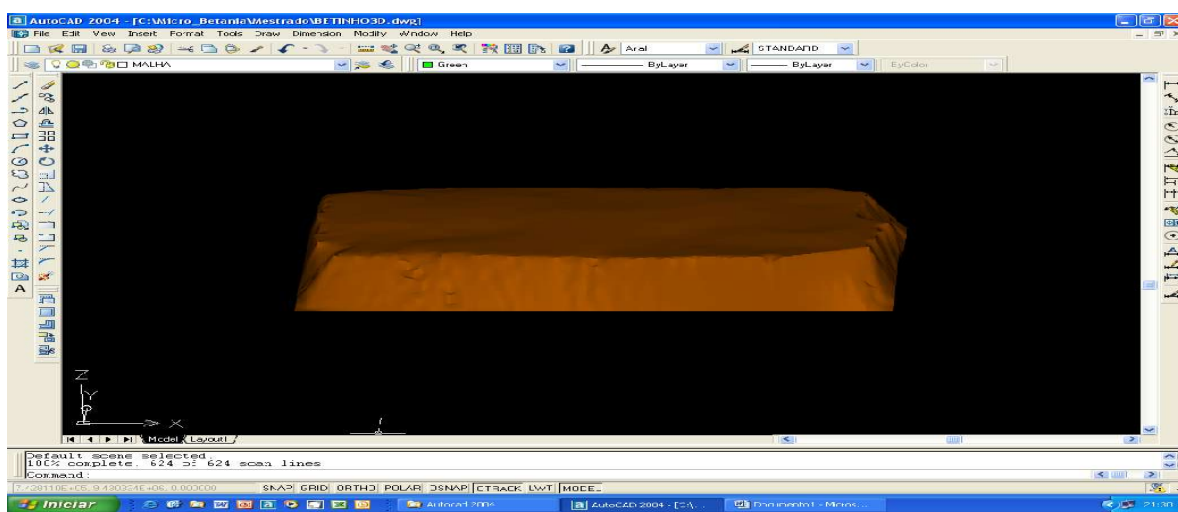 AutoCAD 2004 - [C:\Micro_Betania\Mestrado\BETINHO3D.dwg]
File Edit View Insert Format Tools Draw Dimension Modify Window Help
Arial STANDARD
MALHA Green ByLayer ByLayer ByColor
Z
Y
X
Model Layout1
Default scene selected.
100% complete. 624 of 624 scan lines
Command:
SNAP GRID ORTHO POLAR OSNAP OTRACK LWT MODEL
Iniciar Autocad 2004 AutoCAD 2004 - [C:\... Documento1 - Micros... 21:30